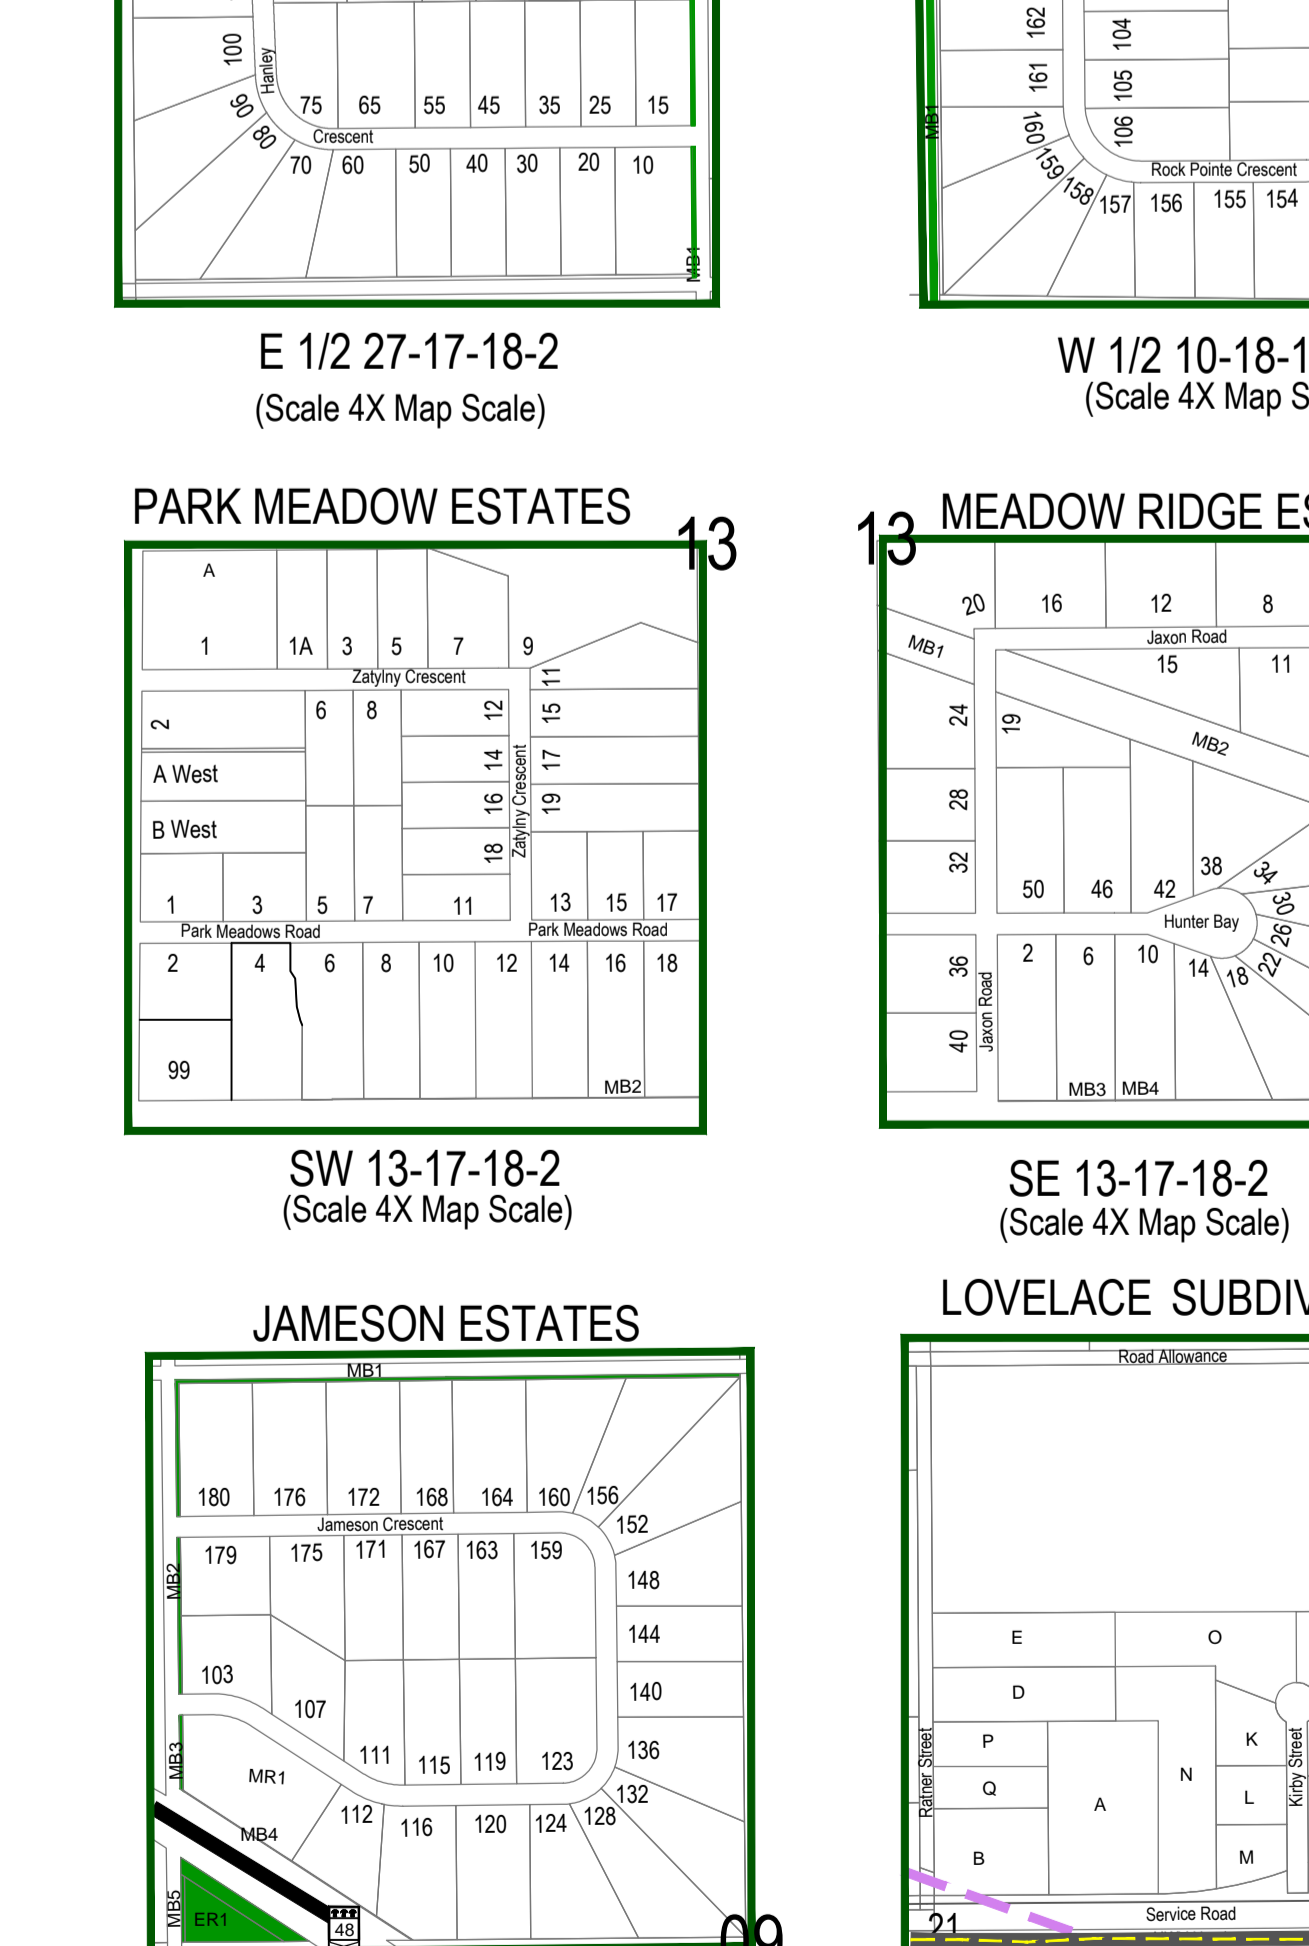 100
Hanley
90
80
75 65 55 45 35 25 15
Crescent
70 60 50 40 30 20 10
MB1
E 1/2 27-17-18-2
(Scale 4X Map Scale)
162 104
161 105
MB1
160 106
159
158
Rock Pointe Crescent
157 156 155 154
W 1/2 10-18-1
(Scale 4X Map S
PARK MEADOW ESTATES
13
A
1 1A 3 5 7 9
Zatylny Crescent
11
2 6 8 12 15
A West 14 17
Zatylny Crescent
B West 16 19
18
1 3 5 7 11 13 15 17
Park Meadows Road Park Meadows Road
2 4 6 8 10 12 14 16 18
99
MB2
SW 13-17-18-2
(Scale 4X Map Scale)
13
MEADOW RIDGE ES
20 16 12 8
MB1
Jaxon Road
15 11
24 19
MB2
28
32
50 46 42 38 34
30
Hunter Bay
26
36 2 6 10 14 18 22
Jaxon Road
40
MB3 MB4
SE 13-17-18-2
(Scale 4X Map Scale)
JAMESON ESTATES
MB1
180 176 172 168 164 160 156
Jameson Crescent
152
179 175 171 167 163 159
MB2
148
144
103
140
107
MB3
111 115 119 123 136
MR1
132
112 116 120 124 128
MB4
MB5
ER1
48
09
LOVELACE SUBDIV
Road Allowance
E O
D
Ratner Street
P K
Kirby Street
Q A N L
B M
Service Road
21